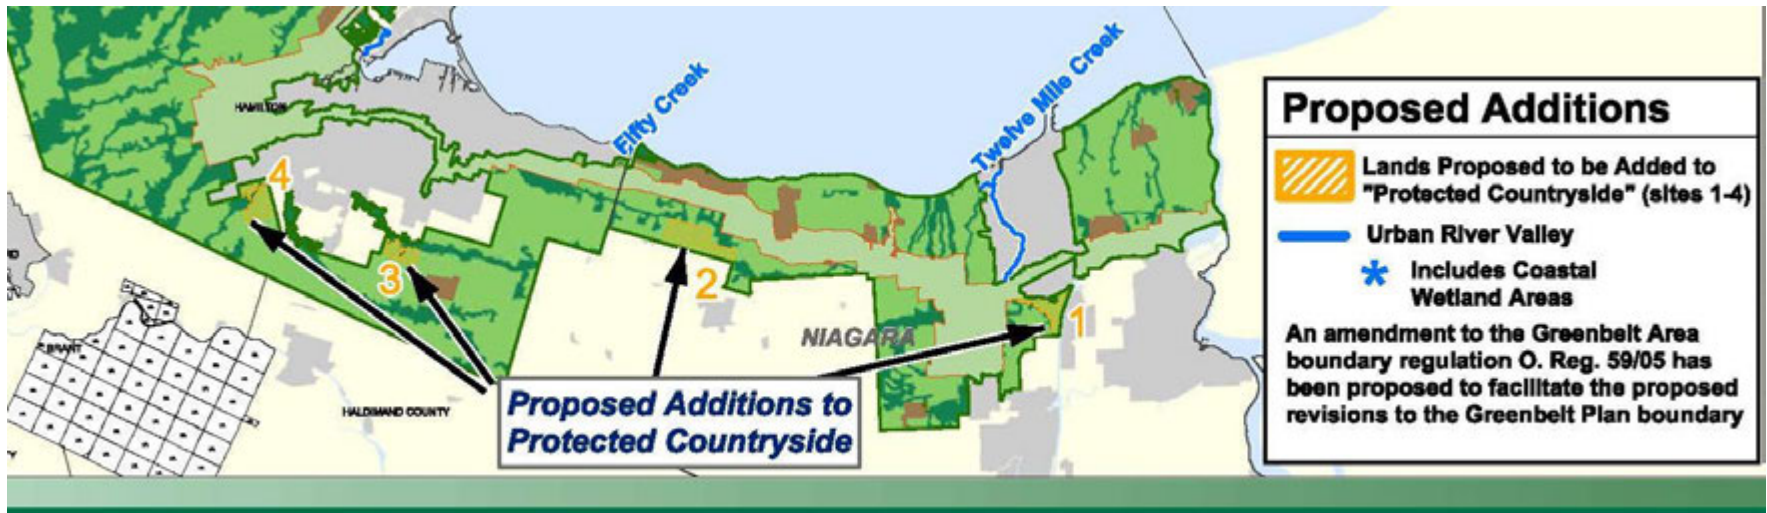 Proposed Additions
Lands Proposed to be Added to
"Protected Countryside" (sites 1-4)
Urban River Valley
* Includes Coastal
Wetland Areas
An amendment to the Greenbelt Area
boundary regulation O. Reg. 59/05 has
been proposed to facilitate the proposed
revisions to the Greenbelt Plan boundary
HAMILTON
Fifty Creek
Twelve Mile Creek
4
3
2
1
NIAGARA
BRANT
HALDIMAND COUNTY
Proposed Additions to
Protected Countryside